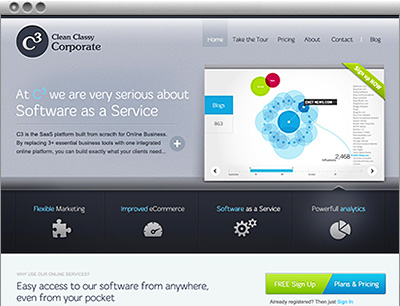 C3
Clean Classy
Corporate
Home
Take the Tour
Pricing
About
Contact
Blog
Sign up NOW
At C3 we are very serious about
Software as a Service
Blogs
863
CNET NEWS.COM
2,468
C3 is the SaaS platform built from scratch for Online Business.
By replacing 3+ essential business tools with one integrated
online platform, you can build exactly what your clients need...
Flexible Marketing
Improved eCommerce
Software as a Service
Powerfull analytics
WHY USE OUR ONLINE SERVICES?
Easy access to our software from anywhere,
even from your pocket
FREE Sign Up
Plans & Pricing
Already registered? Then just Sign In